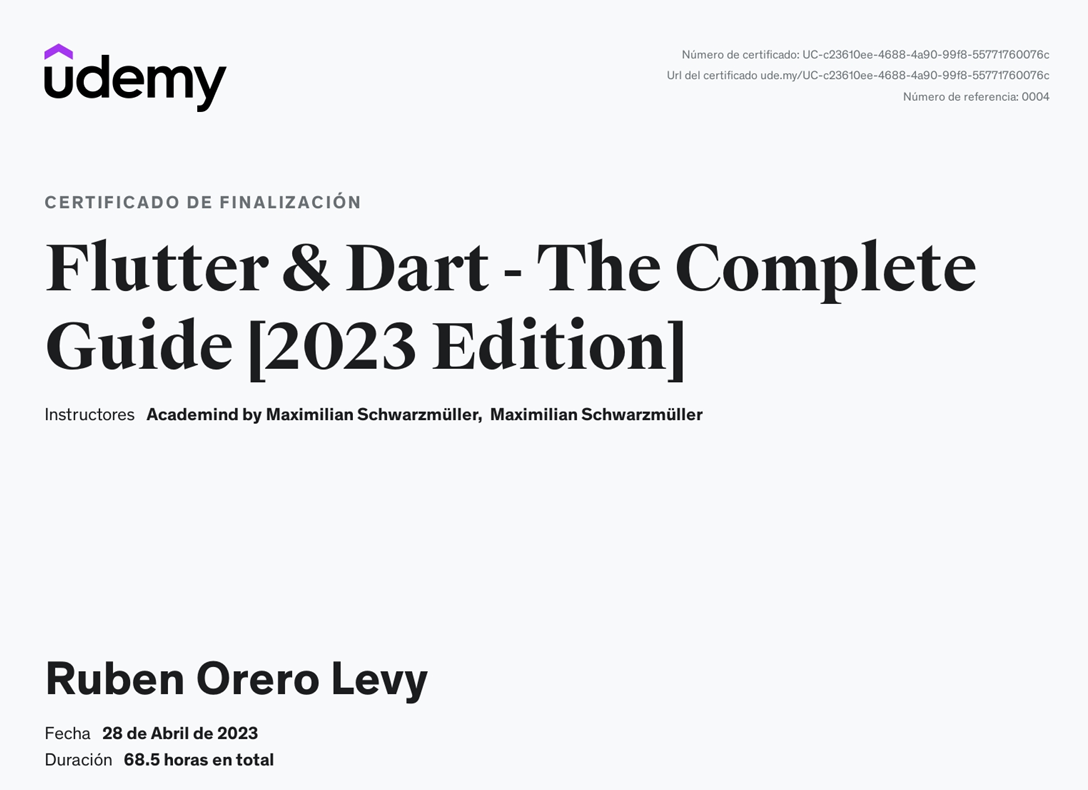 udemy
Número de certificado: UC-c23610ee-4688-4a90-99f8-55771760076c
Url del certificado ude.my/UC-c23610ee-4688-4a90-99f8-55771760076c
Número de referencia: 0004
CERTIFICADO DE FINALIZACIÓN
Flutter & Dart - The Complete
Guide [2023 Edition]
Instructores Academind by Maximilian Schwarzmüller, Maximilian Schwarzmüller
Ruben Orero Levy
Fecha 28 de Abril de 2023
Duración 68.5 horas en total